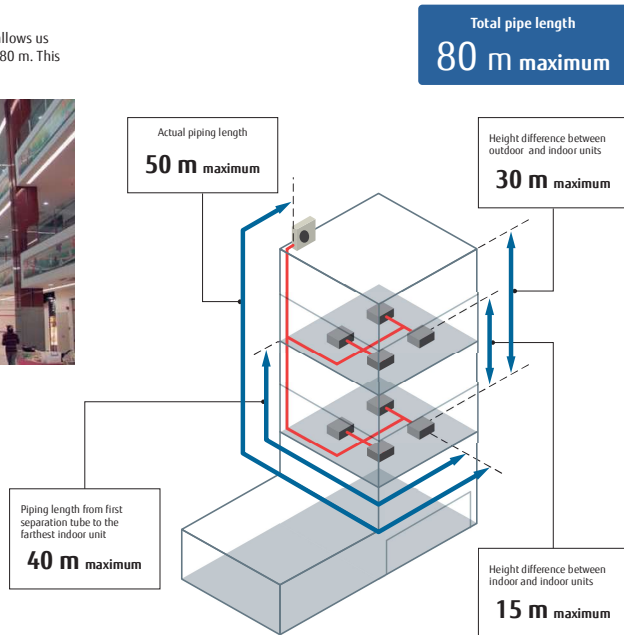 llows us
80 m. This
Total pipe length
80 m maximum
Actual piping length
50 m maximum
Height difference between
outdoor and indoor units
30 m maximum
Piping length from first
separation tube to the
farthest indoor unit
40 m maximum
Height difference between
indoor and indoor units
15 m maximum